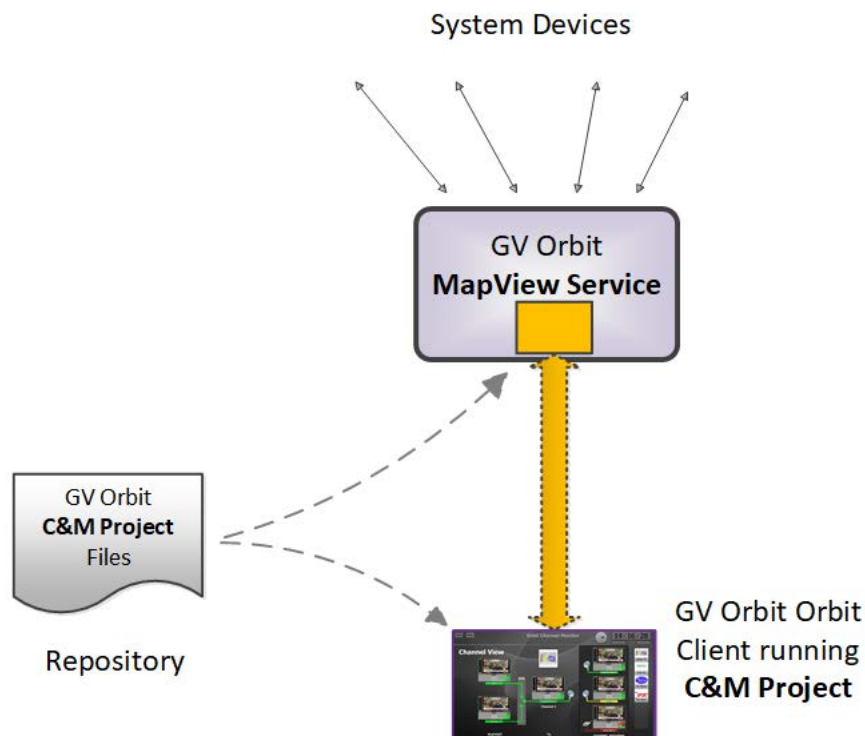 System Devices
GV Orbit
MapView Service
GV Orbit
C&M Project
Files
Repository
Channel View
GV Orbit Orbit
Client running
C&M Project